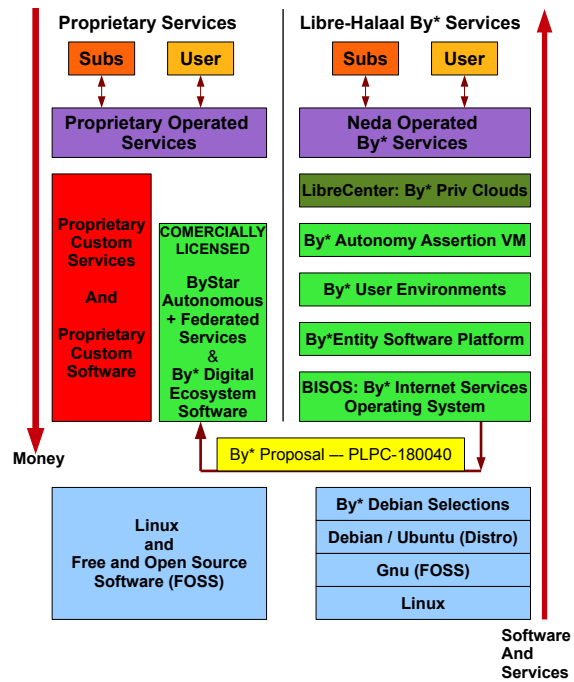 Proprietary Services
Subs
User
Proprietary Operated
Services
Proprietary
Custom
Services
And
Proprietary
Custom
Software
COMERCIALLY
LICENSED
ByStar
Autonomous
+ Federated
Services
&
By* Digital
Ecosystem
Software
Money
Libre-Halaal By* Services
Subs
User
Neda Operated
By* Services
LibreCenter: By* Priv Clouds
By* Autonomy Assertion VM
By* User Environments
By*Entity Software Platform
BISOS: By* Internet Services
Operating System
By* Proposal –- PLPC-180040
Linux
and
Free and Open Source
Software (FOSS)
By* Debian Selections
Debian / Ubuntu (Distro)
Gnu (FOSS)
Linux
Software
And
Services